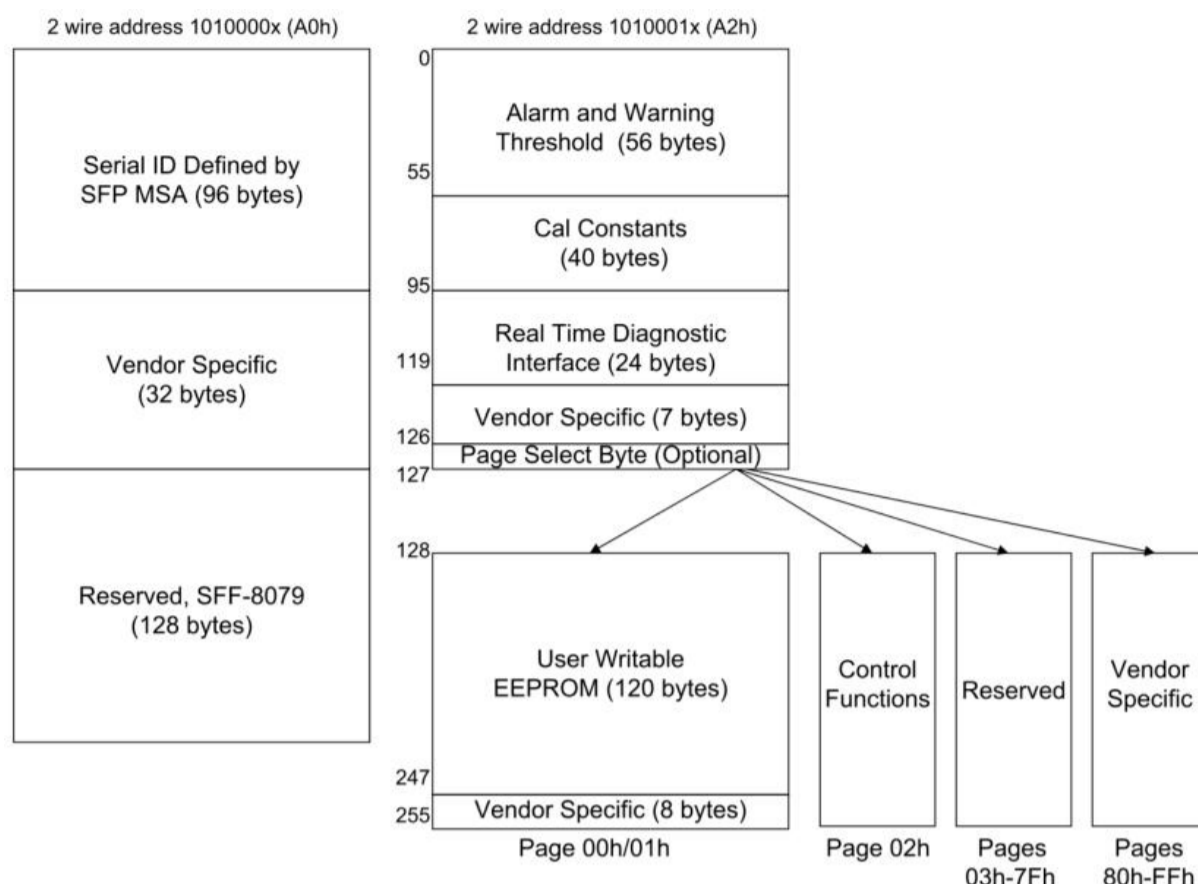 2 wire address 1010000x (A0h)
Serial ID Defined by
SFP MSA (96 bytes)
Vendor Specific
(32 bytes)
Reserved, SFF-8079
(128 bytes)
2 wire address 1010001x (A2h)
0
Alarm and Warning
Threshold (56 bytes)
55
Cal Constants
(40 bytes)
95
Real Time Diagnostic
Interface (24 bytes)
119
Vendor Specific (7 bytes)
126
Page Select Byte (Optional)
127
128
User Writable
EEPROM (120 bytes)
247
Vendor Specific (8 bytes)
255
Page 00h/01h
Control
Functions
Page 02h
Reserved
Pages
03h-7Fh
Vendor
Specific
Pages
80h-FFh